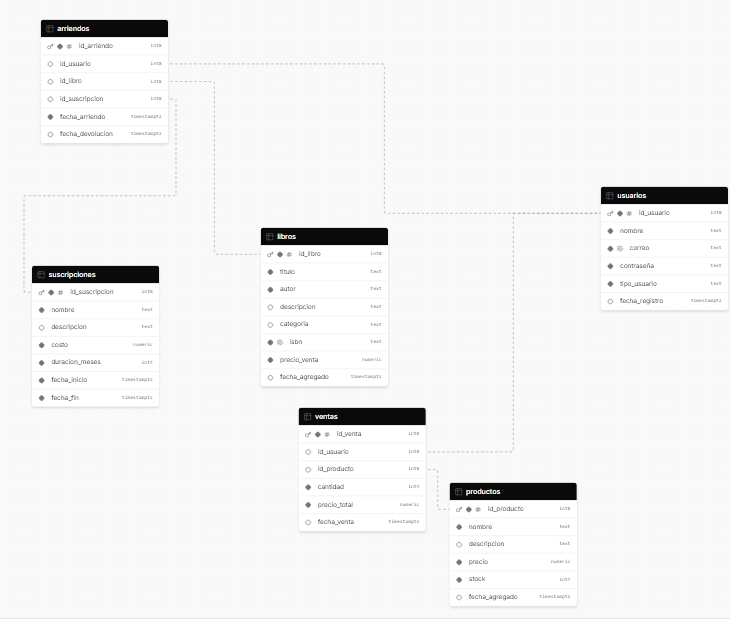 arriendos
id_arriendo int8
id_usuario int8
id_libro int8
id_suscripcion int8
fecha_arriendo timestamptz
fecha_devolucion timestamptz
usuarios
id_usuario int8
nombre text
correo text
contraseña text
tipo_usuario text
fecha_registro timestamptz
libros
id_libro int8
titulo text
autor text
descripcion text
categoria text
isbn text
precio_venta numeric
fecha_agregado timestamptz
suscripciones
id_suscripcion int8
nombre text
descripcion text
costo numeric
duracion_meses int4
fecha_inicio timestamptz
fecha_fin timestamptz
ventas
id_venta int8
id_usuario int8
id_producto int8
cantidad int4
precio_total numeric
fecha_venta timestamptz
productos
id_producto int8
nombre text
descripcion text
precio numeric
stock int4
fecha_agregado timestamptz